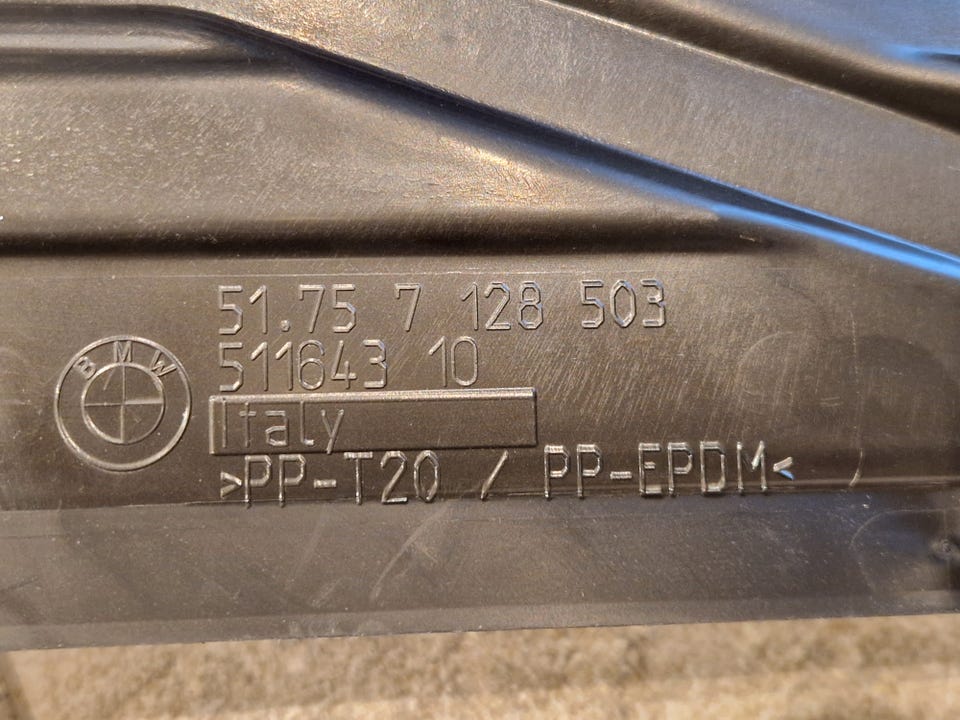 51.75 7 128 503
BMW
511643 10
Italy
>PP-T20 / PP-EPDM<